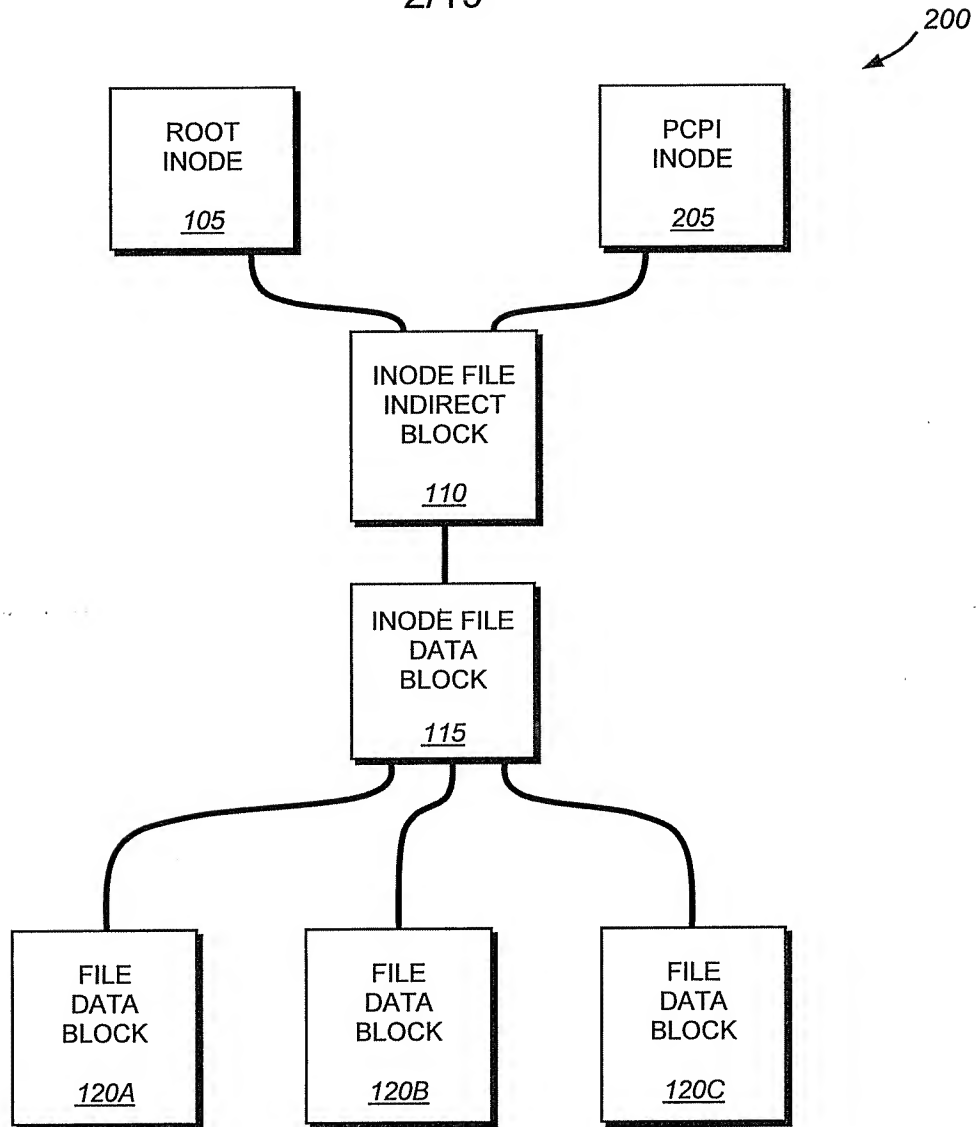 200
ROOT
INODE
105
PCPI
INODE
205
INODE FILE
INDIRECT
BLOCK
110
INODE FILE
DATA
BLOCK
115
FILE
DATA
BLOCK
120A
FILE
DATA
BLOCK
120B
FILE
DATA
BLOCK
120C